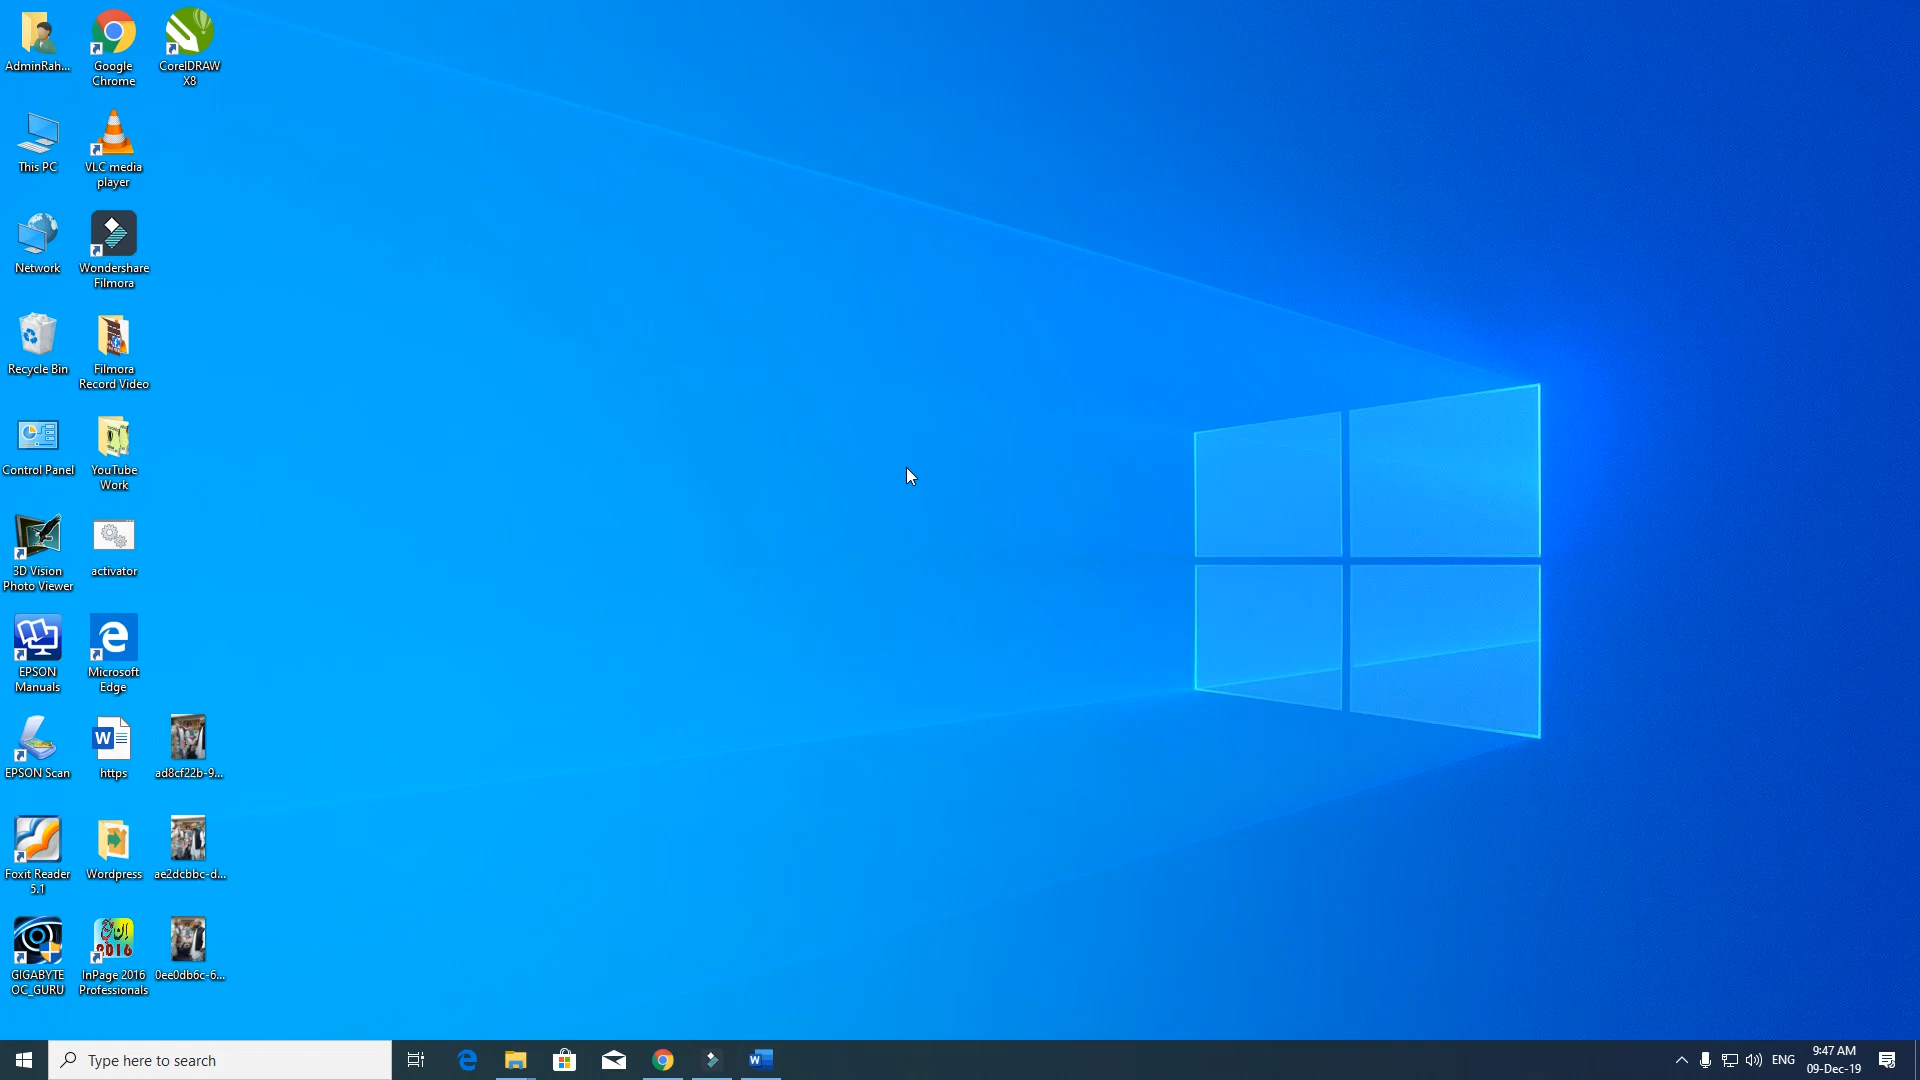 AdminRah...
Google
Chrome
CorelDRAW
X8
This PC
VLC media
player
Network
Wondershare
Filmora
Recycle Bin
Filmora
Record Video
Control Panel
YouTube
Work
3D Vision
Photo Viewer
activator
EPSON
Manuals
Microsoft
Edge
EPSON Scan
https
ad8cf22b-9...
Foxit Reader
5.1
Wordpress
ae2dcbbc-d...
GIGABYTE
OC_GURU
ان پیج
2016
InPage 2016
Professionals
0ee0db6c-6...
Type here to search
ENG
9:47 AM
09-Dec-19